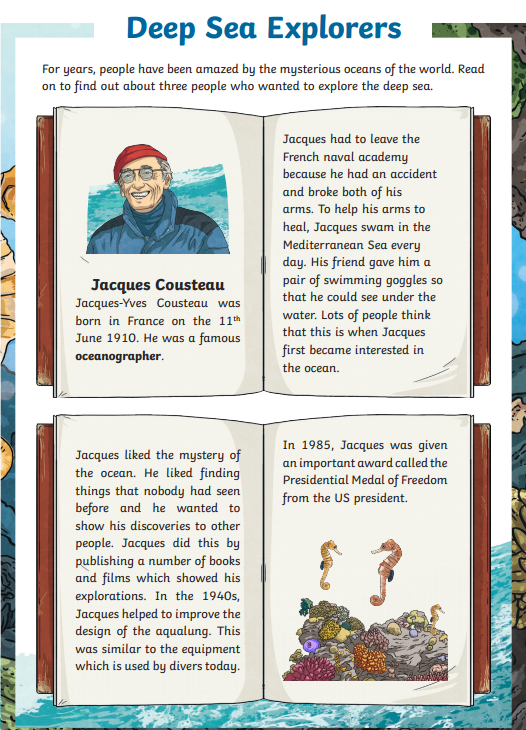 Deep Sea Explorers
For years, people have been amazed by the mysterious oceans of the world. Read
on to find out about three people who wanted to explore the deep sea.
Jacques Cousteau
Jacques-Yves Cousteau was
born in France on the 11th
June 1910. He was a famous
oceanographer.
Jacques had to leave the
French naval academy
because he had an accident
and broke both of his
arms. To help his arms to
heal, Jacques swam in the
Mediterranean Sea every
day. His friend gave him a
pair of swimming goggles so
that he could see under the
water. Lots of people think
that this is when Jacques
first became interested in
the ocean.
Jacques liked the mystery of
the ocean. He liked finding
things that nobody had seen
before and he wanted to
show his discoveries to other
people. Jacques did this by
publishing a number of books
and films which showed his
explorations. In the 1940s,
Jacques helped to improve the
design of the aqualung. This
was similar to the equipment
which is used by divers today.
In 1985, Jacques was given
an important award called the
Presidential Medal of Freedom
from the US president.